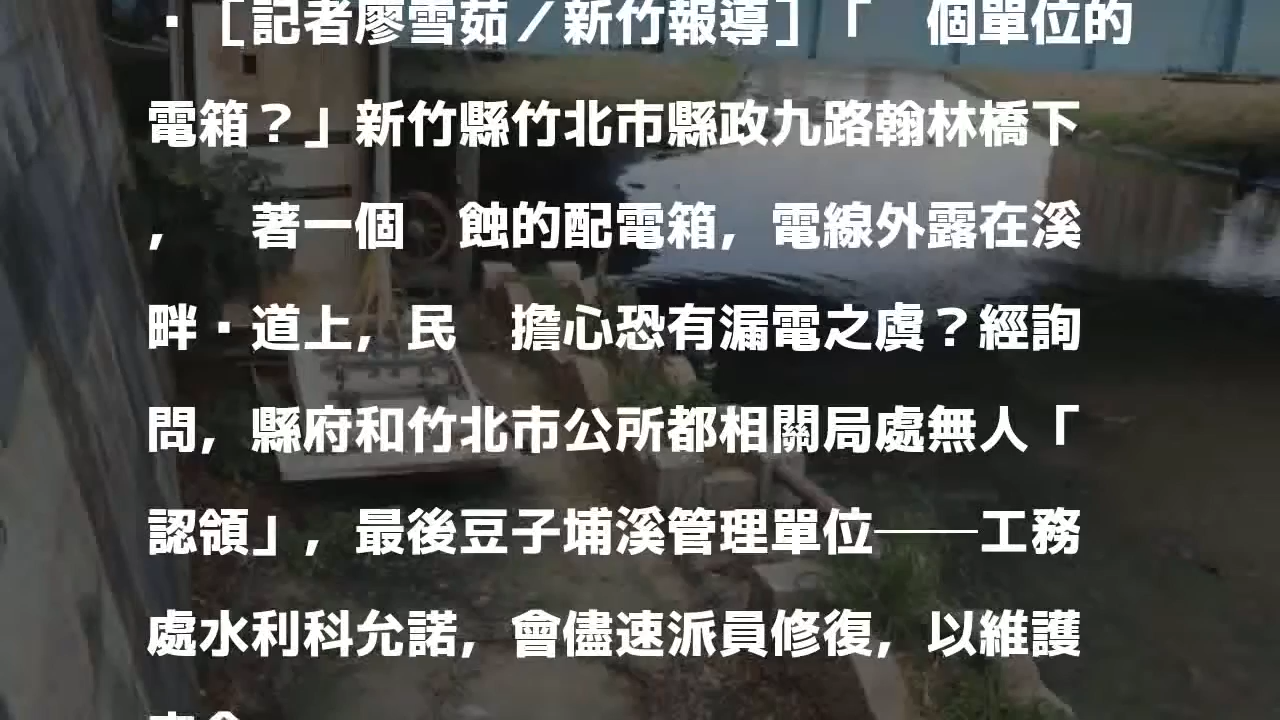 ·［記者廖雪茹／新竹報導］「　個單位的
電箱？」新竹縣竹北市縣政九路翰林橋下
，　著一個　蝕的配電箱，電線外露在溪
畔·道上，民　擔心恐有漏電之虞？經詢
問，縣府和竹北市公所都相關局處無人「
認領」，最後豆子埔溪管理單位──工務
處水利科允諾，會儘速派員修復，以維護